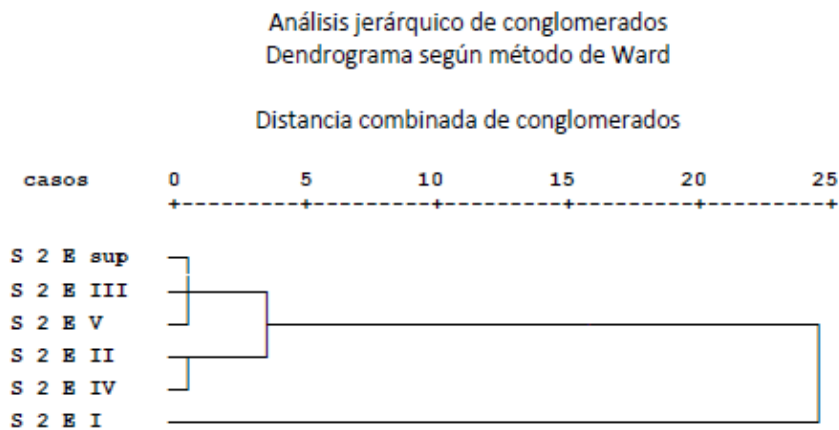 Análisis jerárquico de conglomerados
Dendrograma según método de Ward
Distancia combinada de conglomerados
casos 0 5 10 15 20 25
S 2 E sup
S 2 E III
S 2 E V
S 2 E II
S 2 E IV
S 2 E I